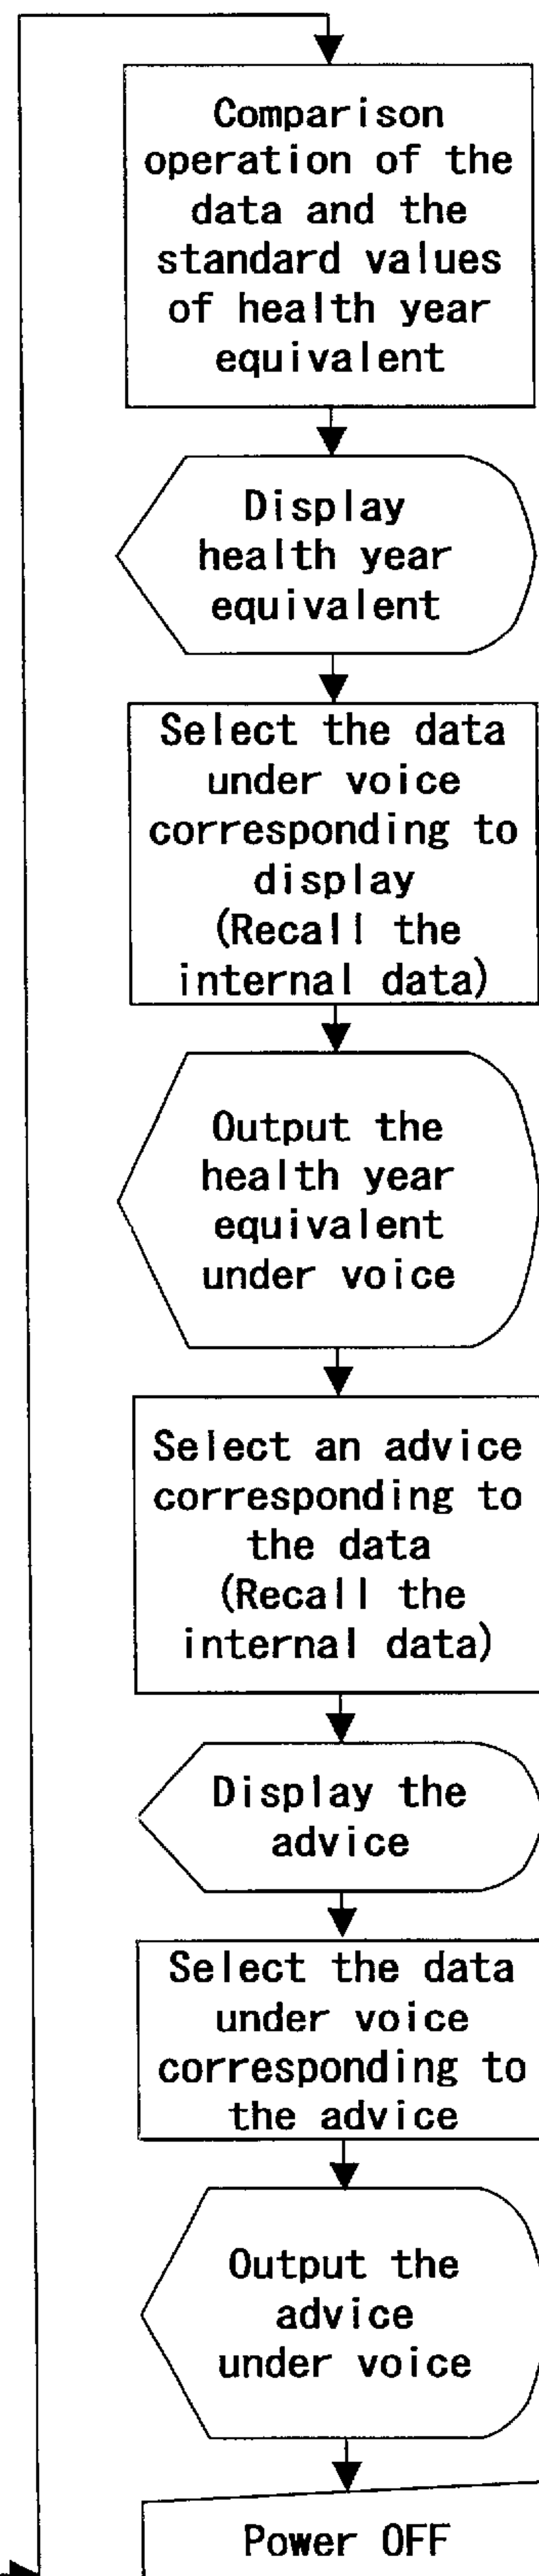 Comparison
operation of the
data and the
standard values
of health year
equivalent
Display
health year
equivalent
Select the data
under voice
corresponding to
display
(Recall the
internal data)
Output the
health year
equivalent
under voice
Select an advice
corresponding to
the data
(Recall the
internal data)
Display the
advice
Select the data
under voice
corresponding to
the advice
Output the
advice
under voice
Power OFF